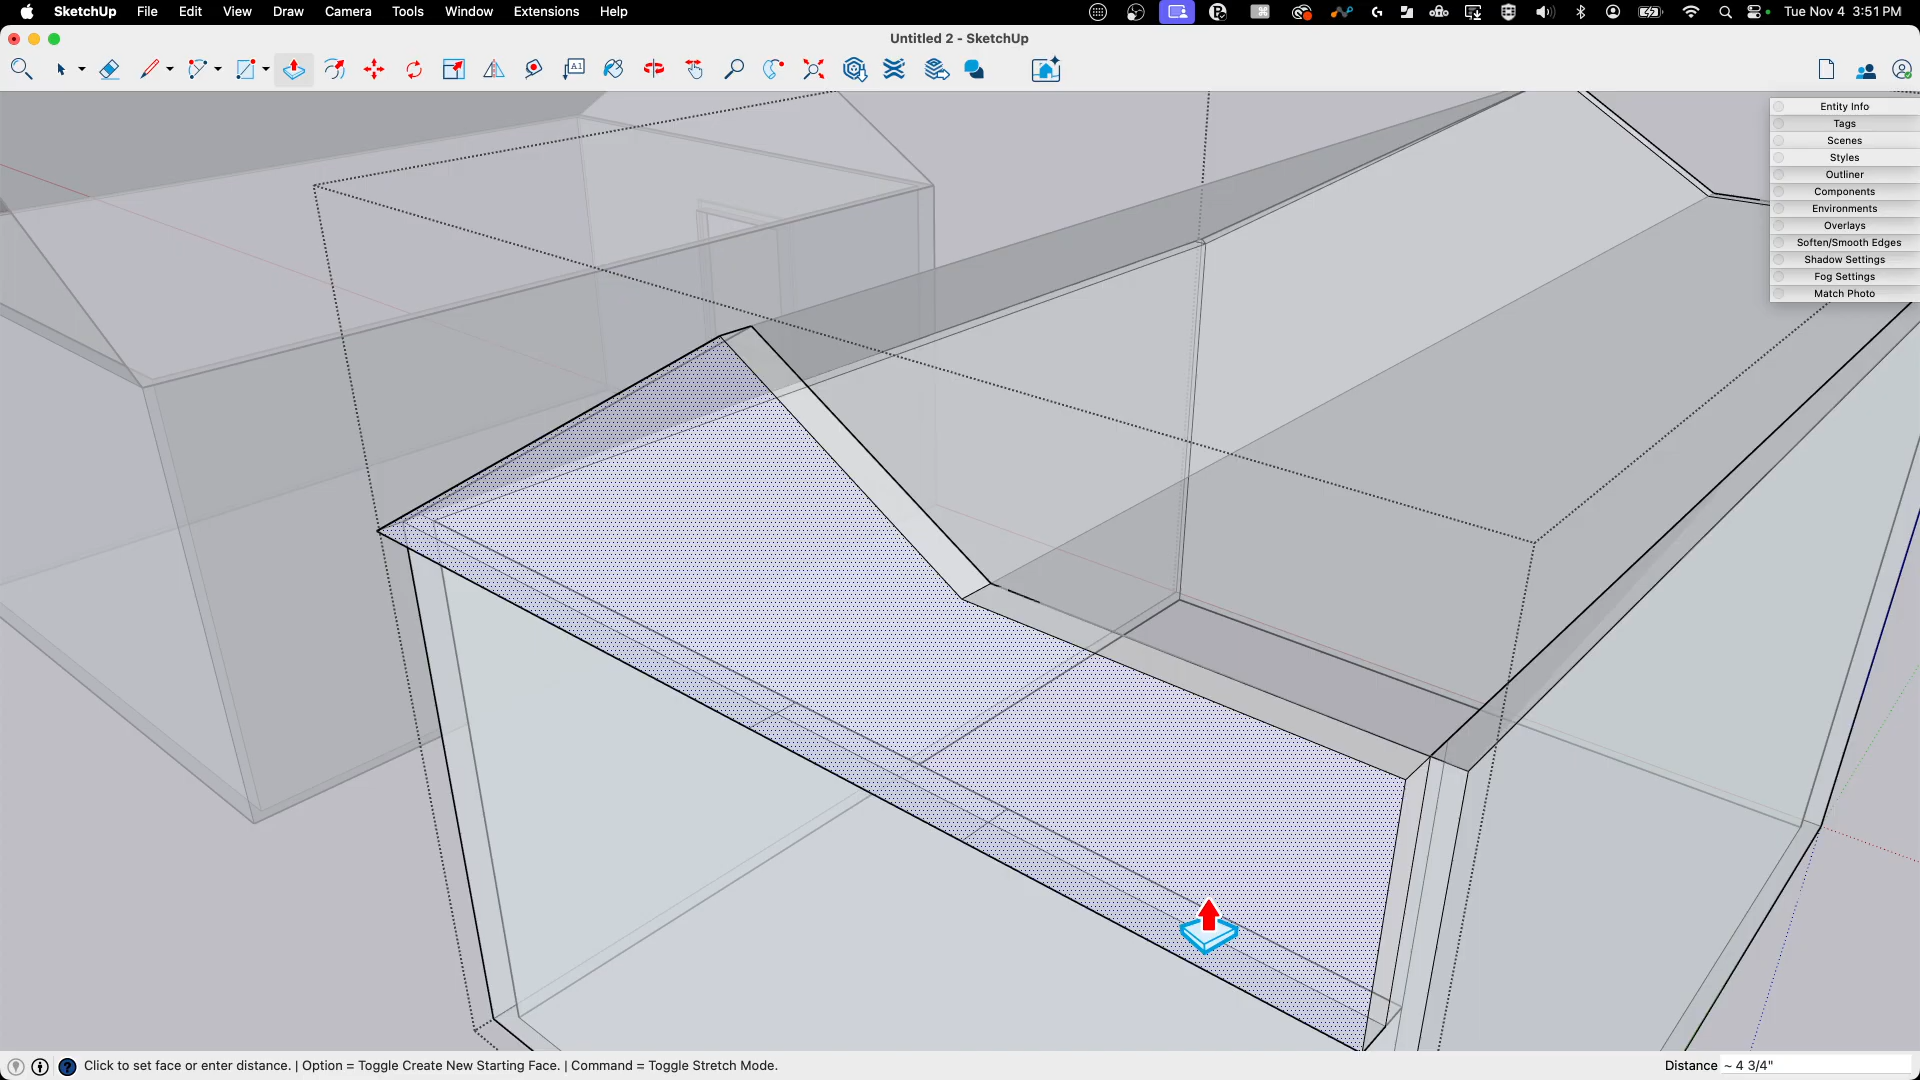 SketchUp File Edit View Draw Camera Tools Window Extensions Help
Tue Nov 4 3:51 PM
Untitled 2 - SketchUp
A1
Entity Info
Tags
Scenes
Styles
Outliner
Components
Environments
Overlays
Soften/Smooth Edges
Shadow Settings
Fog Settings
Match Photo
Click to set face or enter distance. | Option = Toggle Create New Starting Face. | Command = Toggle Stretch Mode.
Distance ~ 4 3/4"